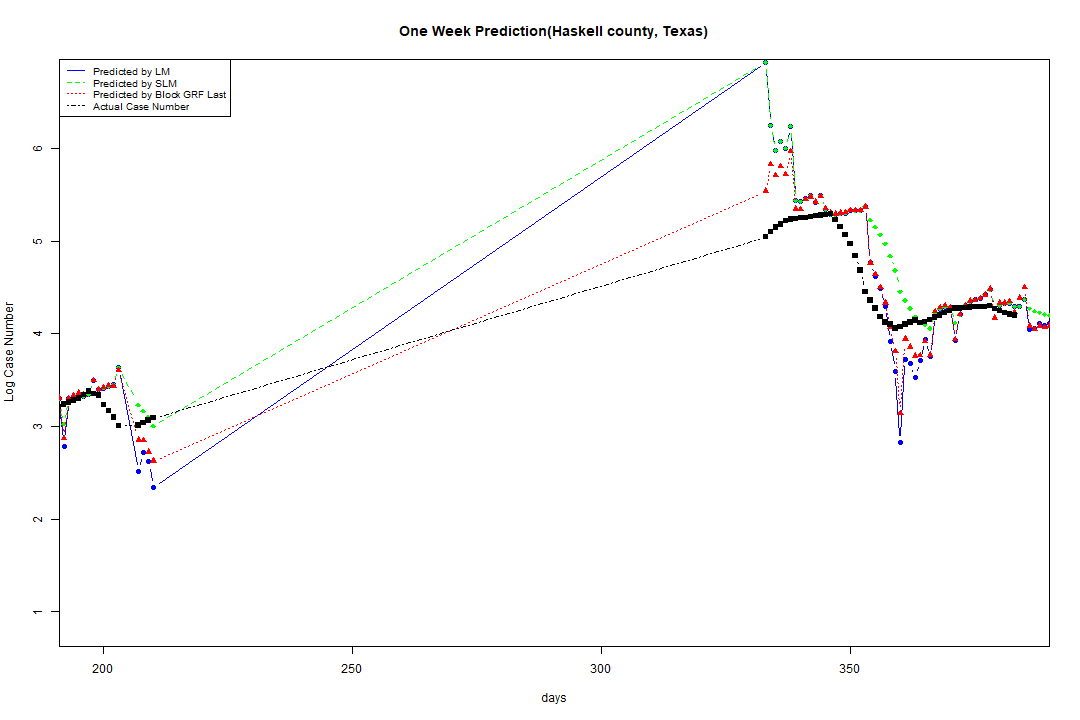 One Week Prediction(Haskell county, Texas)
Predicted by LM
Predicted by SLM
Predicted by Block GRF Last
Actual Case Number
6
5
4
3
2
1
Log Case Number
200
250
300
350
days